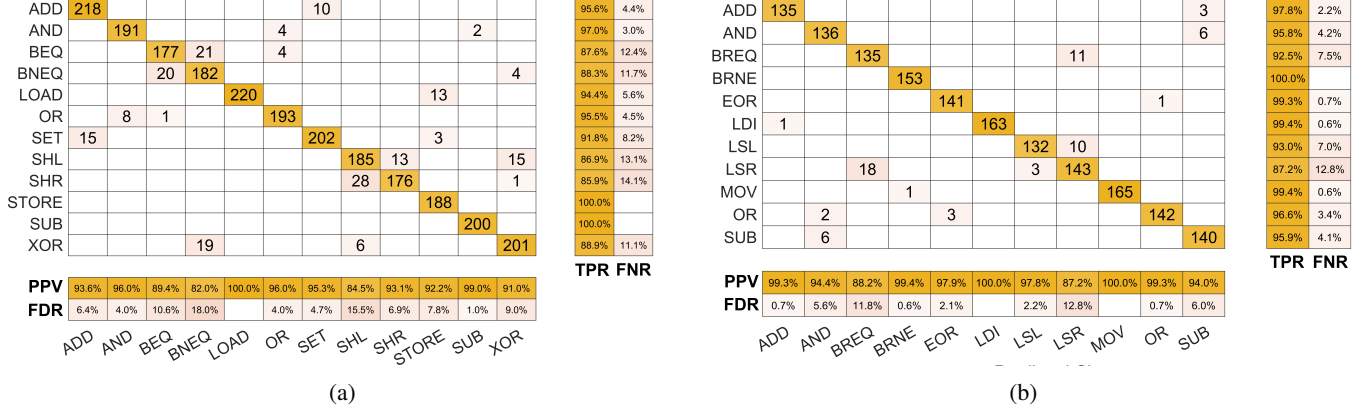 ADD 218 10 95.6% 4.4%
AND 191 4 2 97.0% 3.0%
BEQ 177 21 4 87.6% 12.4%
BNEQ 20 182 4 88.3% 11.7%
LOAD 220 13 94.4% 5.6%
OR 8 1 193 95.5% 4.5%
SET 15 202 3 91.8% 8.2%
SHL 185 13 15 86.9% 13.1%
SHR 28 176 1 85.9% 14.1%
STORE 188 100.0%
SUB 200 100.0%
XOR 19 6 201 88.9% 11.1%
TPR FNR
PPV 93.6% 96.0% 89.4% 82.0% 100.0% 96.0% 95.3% 84.5% 93.1% 92.2% 99.0% 91.0%
FDR 6.4% 4.0% 10.6% 18.0% 4.0% 4.7% 15.5% 6.9% 7.8% 1.0% 9.0%
ADD AND BEQ BNEQ LOAD OR SET SHL SHR STORE SUB XOR
(a)
ADD 135 3 97.8% 2.2%
AND 136 6 95.8% 4.2%
BREQ 135 11 92.5% 7.5%
BRNE 153 100.0%
EOR 141 1 99.3% 0.7%
LDI 1 163 99.4% 0.6%
LSL 132 10 93.0% 7.0%
LSR 18 3 143 87.2% 12.8%
MOV 1 165 99.4% 0.6%
OR 2 3 142 96.6% 3.4%
SUB 6 140 95.9% 4.1%
TPR FNR
PPV 99.3% 94.4% 88.2% 99.4% 97.9% 100.0% 97.8% 87.2% 100.0% 99.3% 94.0%
FDR 0.7% 5.6% 11.8% 0.6% 2.1% 2.2% 12.8% 0.7% 6.0%
ADD AND BREQ BRNE EOR LDI LSL LSR MOV OR SUB
(b)